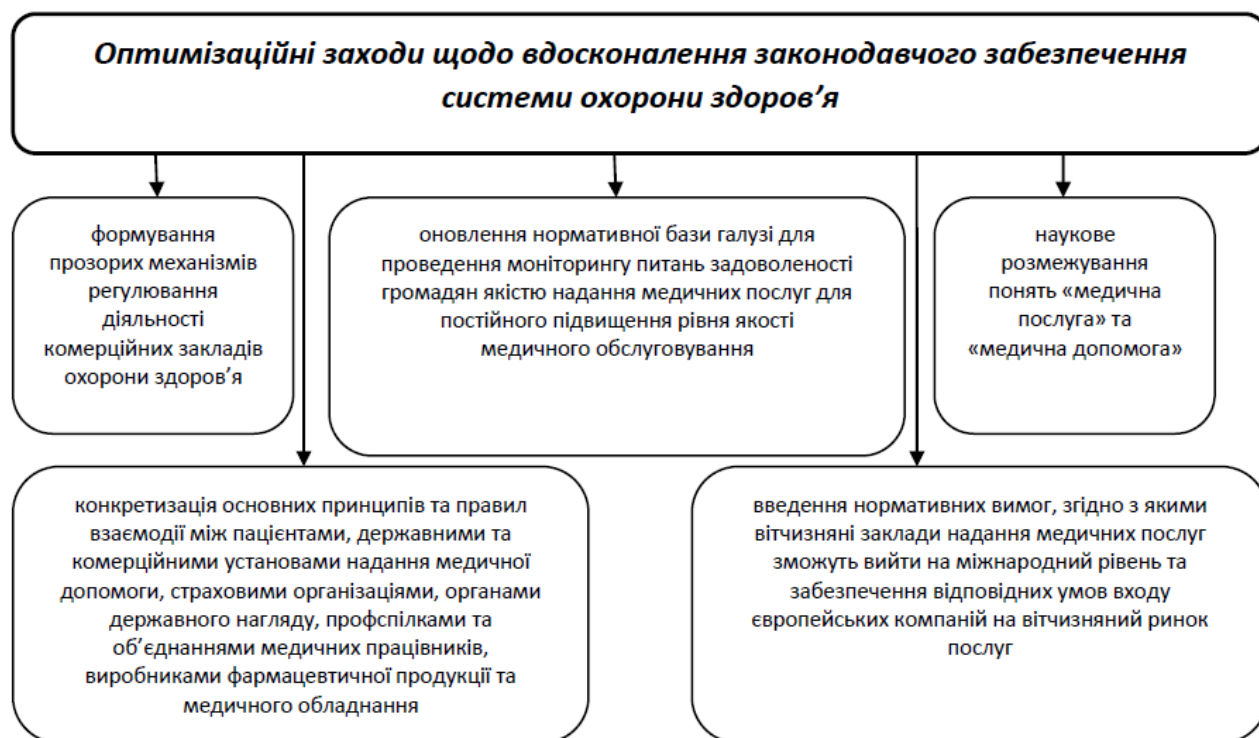 Оптимізаційні заходи щодо вдосконалення законодавчого забезпечення
системи охорони здоров’я
формування
прозорих механізмів
регулювання
діяльності
комерційних закладів
охорони здоров’я
оновлення нормативної бази галузі для
проведення моніторингу питань задоволеності
громадян якістю надання медичних послуг для
постійного підвищення рівня якості
медичного обслуговування
наукове
розмежування
понять «медична
послуга» та
«медична допомога»
конкретизація основних принципів та правил
взаємодії між пацієнтами, державними та
комерційними установами надання медичної
допомоги, страховими організаціями, органами
державного нагляду, профспілками та
об’єднаннями медичних працівників,
виробниками фармацевтичної продукції та
медичного обладнання
введення нормативних вимог, згідно з якими
вітчизняні заклади надання медичних послуг
зможуть вийти на міжнародний рівень та
забезпечення відповідних умов входу
європейських компаній на вітчизняний ринок
послуг